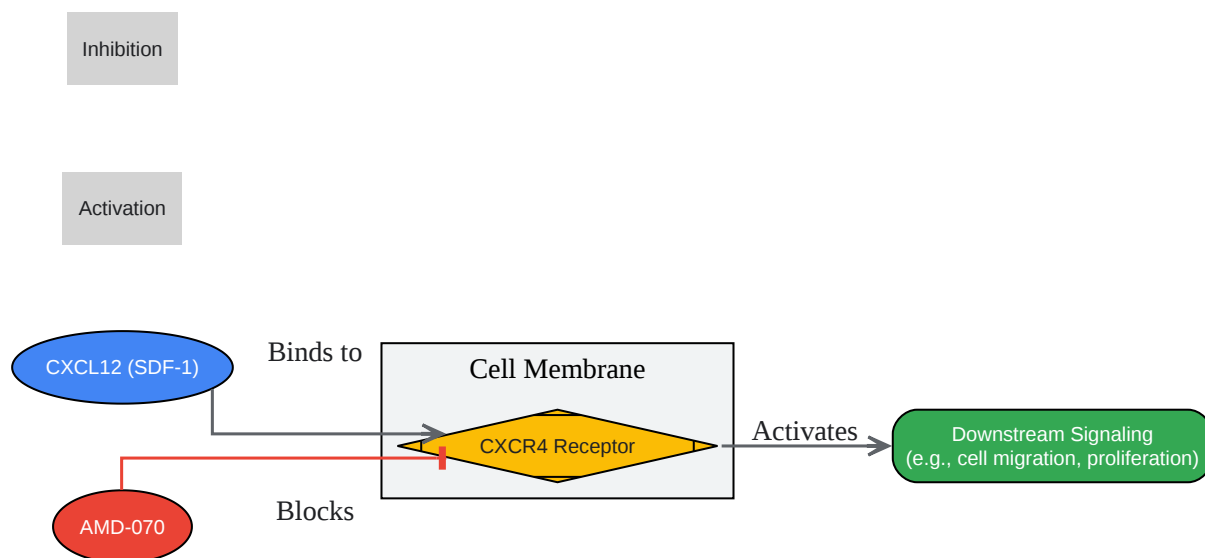 Inhibition
Activation
CXCL12 (SDF-1)
Binds to
Cell Membrane
CXCR4 Receptor
Activates
Downstream Signaling
(e.g., cell migration, proliferation)
Blocks
AMD-070